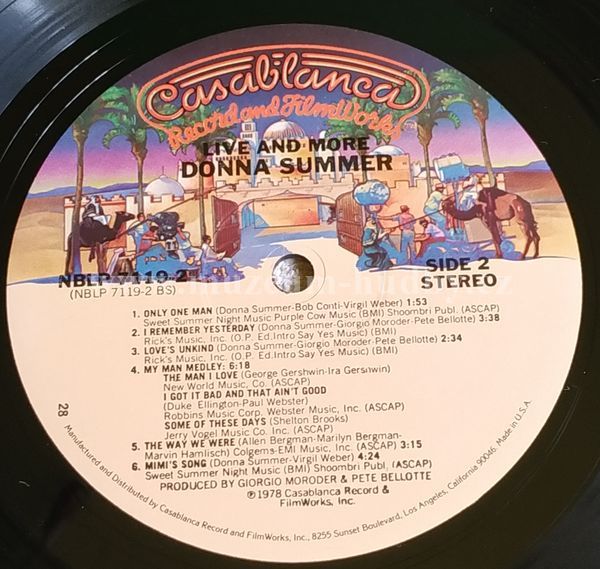 Casablanca
Record and FilmWorks
LIVE AND MORE
DONNA SUMMER
NBLP 7119-2
(NBLP 7119-2 BS)
SIDE 2
STEREO
1. ONLY ONE MAN (Donna Summer-Bob Conti-Virgil Weber) 1:53
Sweet Summer Night Music Purple Cow Music (BMI) Shoombri Publ. (ASCAP)
2. I REMEMBER YESTERDAY (Donna Summer-Giorgio Moroder-Pete Bellotte) 3:38
Rick's Music, Inc. (O.P. Ed.Intro Say Yes Music) (BMI)
3. LOVE'S UNKIND (Donna Summer-Giorgio Moroder-Pete Bellotte) 2:34
Rick's Music, Inc. (O.P. Ed.Intro Say Yes Music) (BMI)
4. MY MAN MEDLEY: 6:18
THE MAN I LOVE (George Gershwin-Ira Gershwin)
New World Music, Co. (ASCAP)
I GOT IT BAD AND THAT AIN'T GOOD
(Duke Ellington-Paul Webster)
Robbins Music Corp. Webster Music, Inc. (ASCAP)
SOME OF THESE DAYS (Shelton Brooks)
Jerry Vogel Music Co. (ASCAP)
5. THE WAY WE WERE (Allen Bergman-Marilyn Bergman-
Marvin Hamlisch) Colgems-EMI Music, Inc. (ASCAP) 3:15
6. MIMI'S SONG (Donna Summer-Virgil Weber) 4:24
Sweet Summer Night Music (BMI) Shoombri Publ. (ASCAP)
PRODUCED BY GIORGIO MORODER & PETE BELLOTTE
℗1978 Casablanca Record &
FilmWorks, Inc.
28
Manufactured and Distributed by Casablanca Record and FilmWorks, Inc., 8255 Sunset Boulevard, Los Angeles, California 90046. Made in U.S.A.